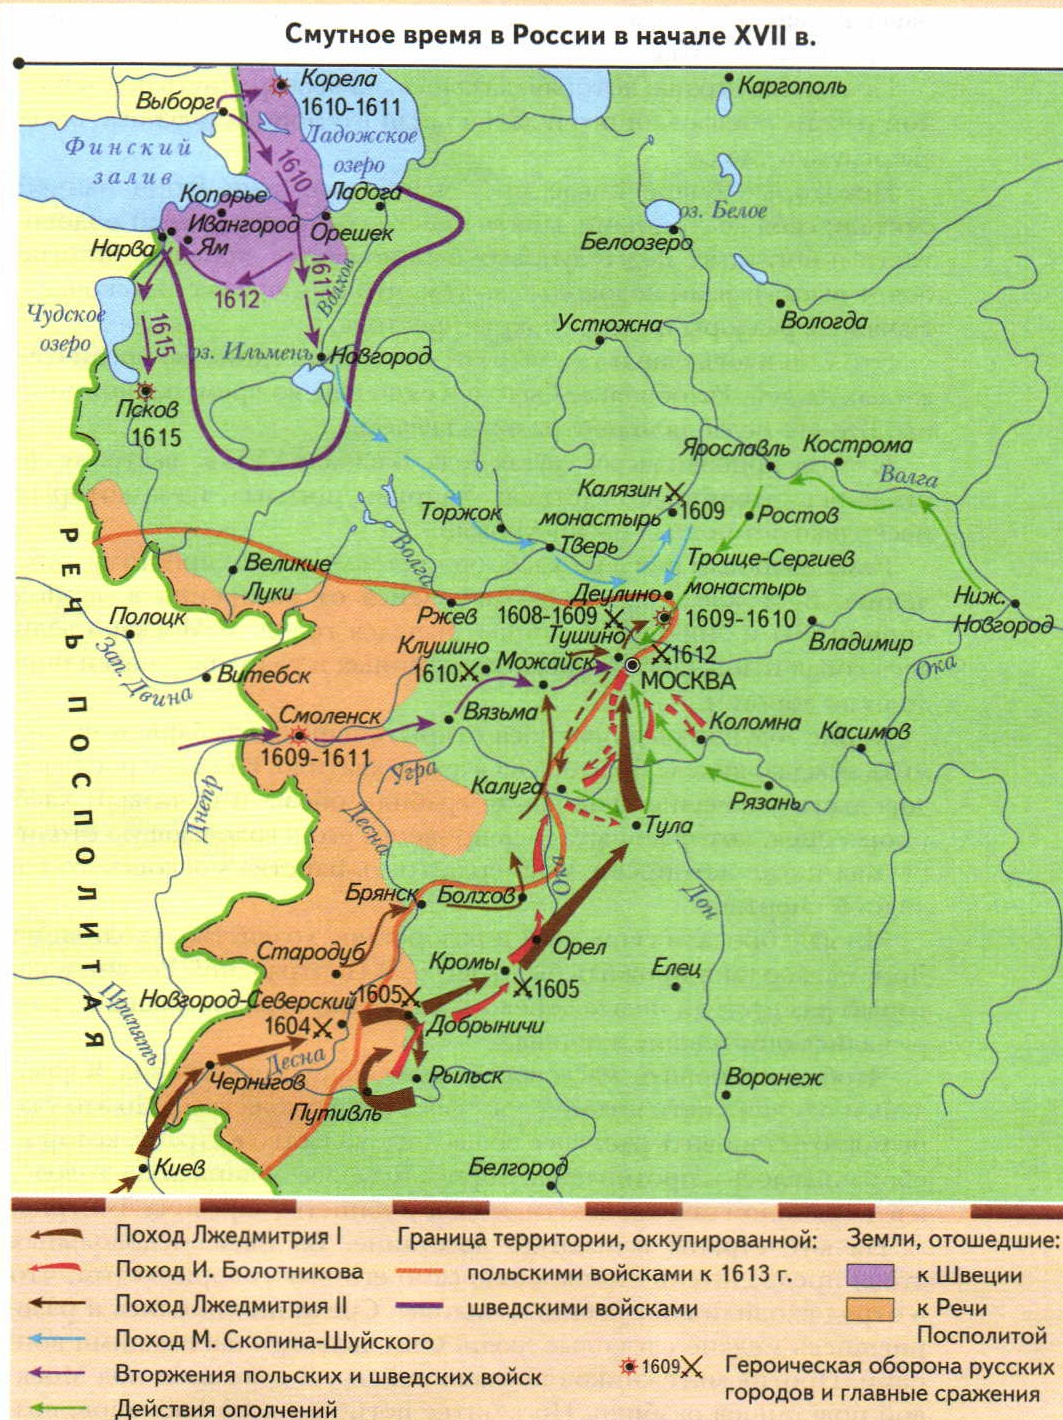 Смутное время в России в начале XVII в.
Корела
1610-1611
Каргополь
Выборг
Ладожское
озеро
Финский
залив
1610
Копорье
Ладога
Ивангород
Орешек
Нарва
Ям
оз. Белое
Белоозеро
1611
Волхов
1612
Чудское
озеро
1615
Вологда
Устюжна
оз. Ильмень
Новгород
Псков
1615
Ярославль
Кострома
Волга
Калязин
монастырь
1609
Торжок
Ростов
Тверь
Волга
Троице-Сергиев
монастырь
Великие
Луки
Деулино
1608-1609
1609-1610
Ржев
Ниж.
Новгород
Полоцк
Тушино
Владимир
Клушино
1610
Можайск
1612
МОСКВА
Ока
Зап. Двина
Витебск
РЕЧЬ ПОСПОЛИТАЯ
Смоленск
1609-1611
Вязьма
Коломна
Касимов
Угра
Калуга
Рязань
Днепр
Десна
Тула
Ока
Дон
Брянск
Болхов
Стародуб
Орел
Кромы
Елец
Новгород-Северский
1605
1605
1604
Добрыничи
Припять
Десна
Чернигов
Рыльск
Воронеж
Путивль
Киев
Белгород
Поход Лжедмитрия I
Поход И. Болотникова
Поход Лжедмитрия II
Поход М. Скопина-Шуйского
Вторжения польских и шведских войск
Действия ополчений
Граница территории, оккупированной:
польскими войсками к 1613 г.
шведскими войсками
Земли, отошедшие:
к Швеции
к Речи
Посполитой
1609
Героическая оборона русских
городов и главные сражения